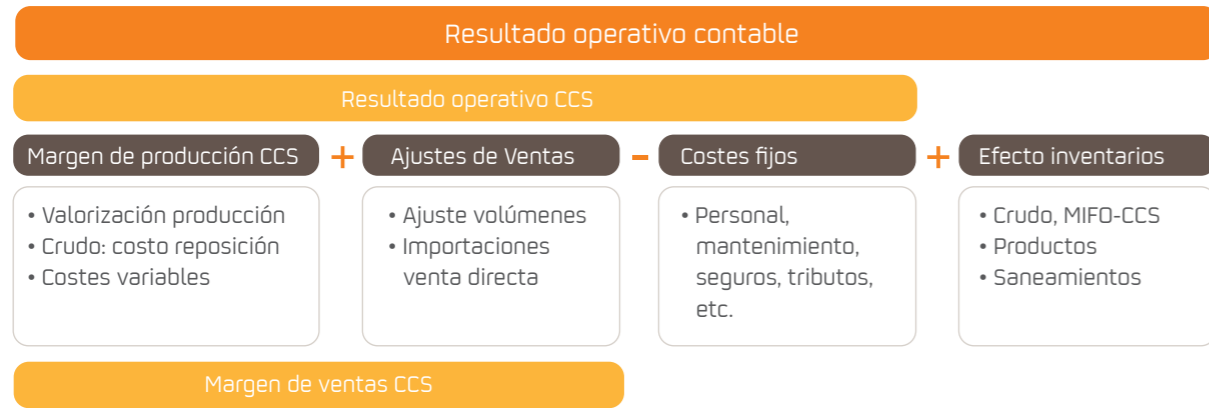 Resultado operativo contable
Resultado operativo CCS
Margen de producción CCS + Ajustes de Ventas - Costes fijos + Efecto inventarios
• Valorización producción
• Crudo: costo reposición
• Costes variables
• Ajuste volúmenes
• Importaciones
venta directa
• Personal,
mantenimiento,
seguros, tributos,
etc.
• Crudo, MIFO-CCS
• Productos
• Saneamientos
Margen de ventas CCS